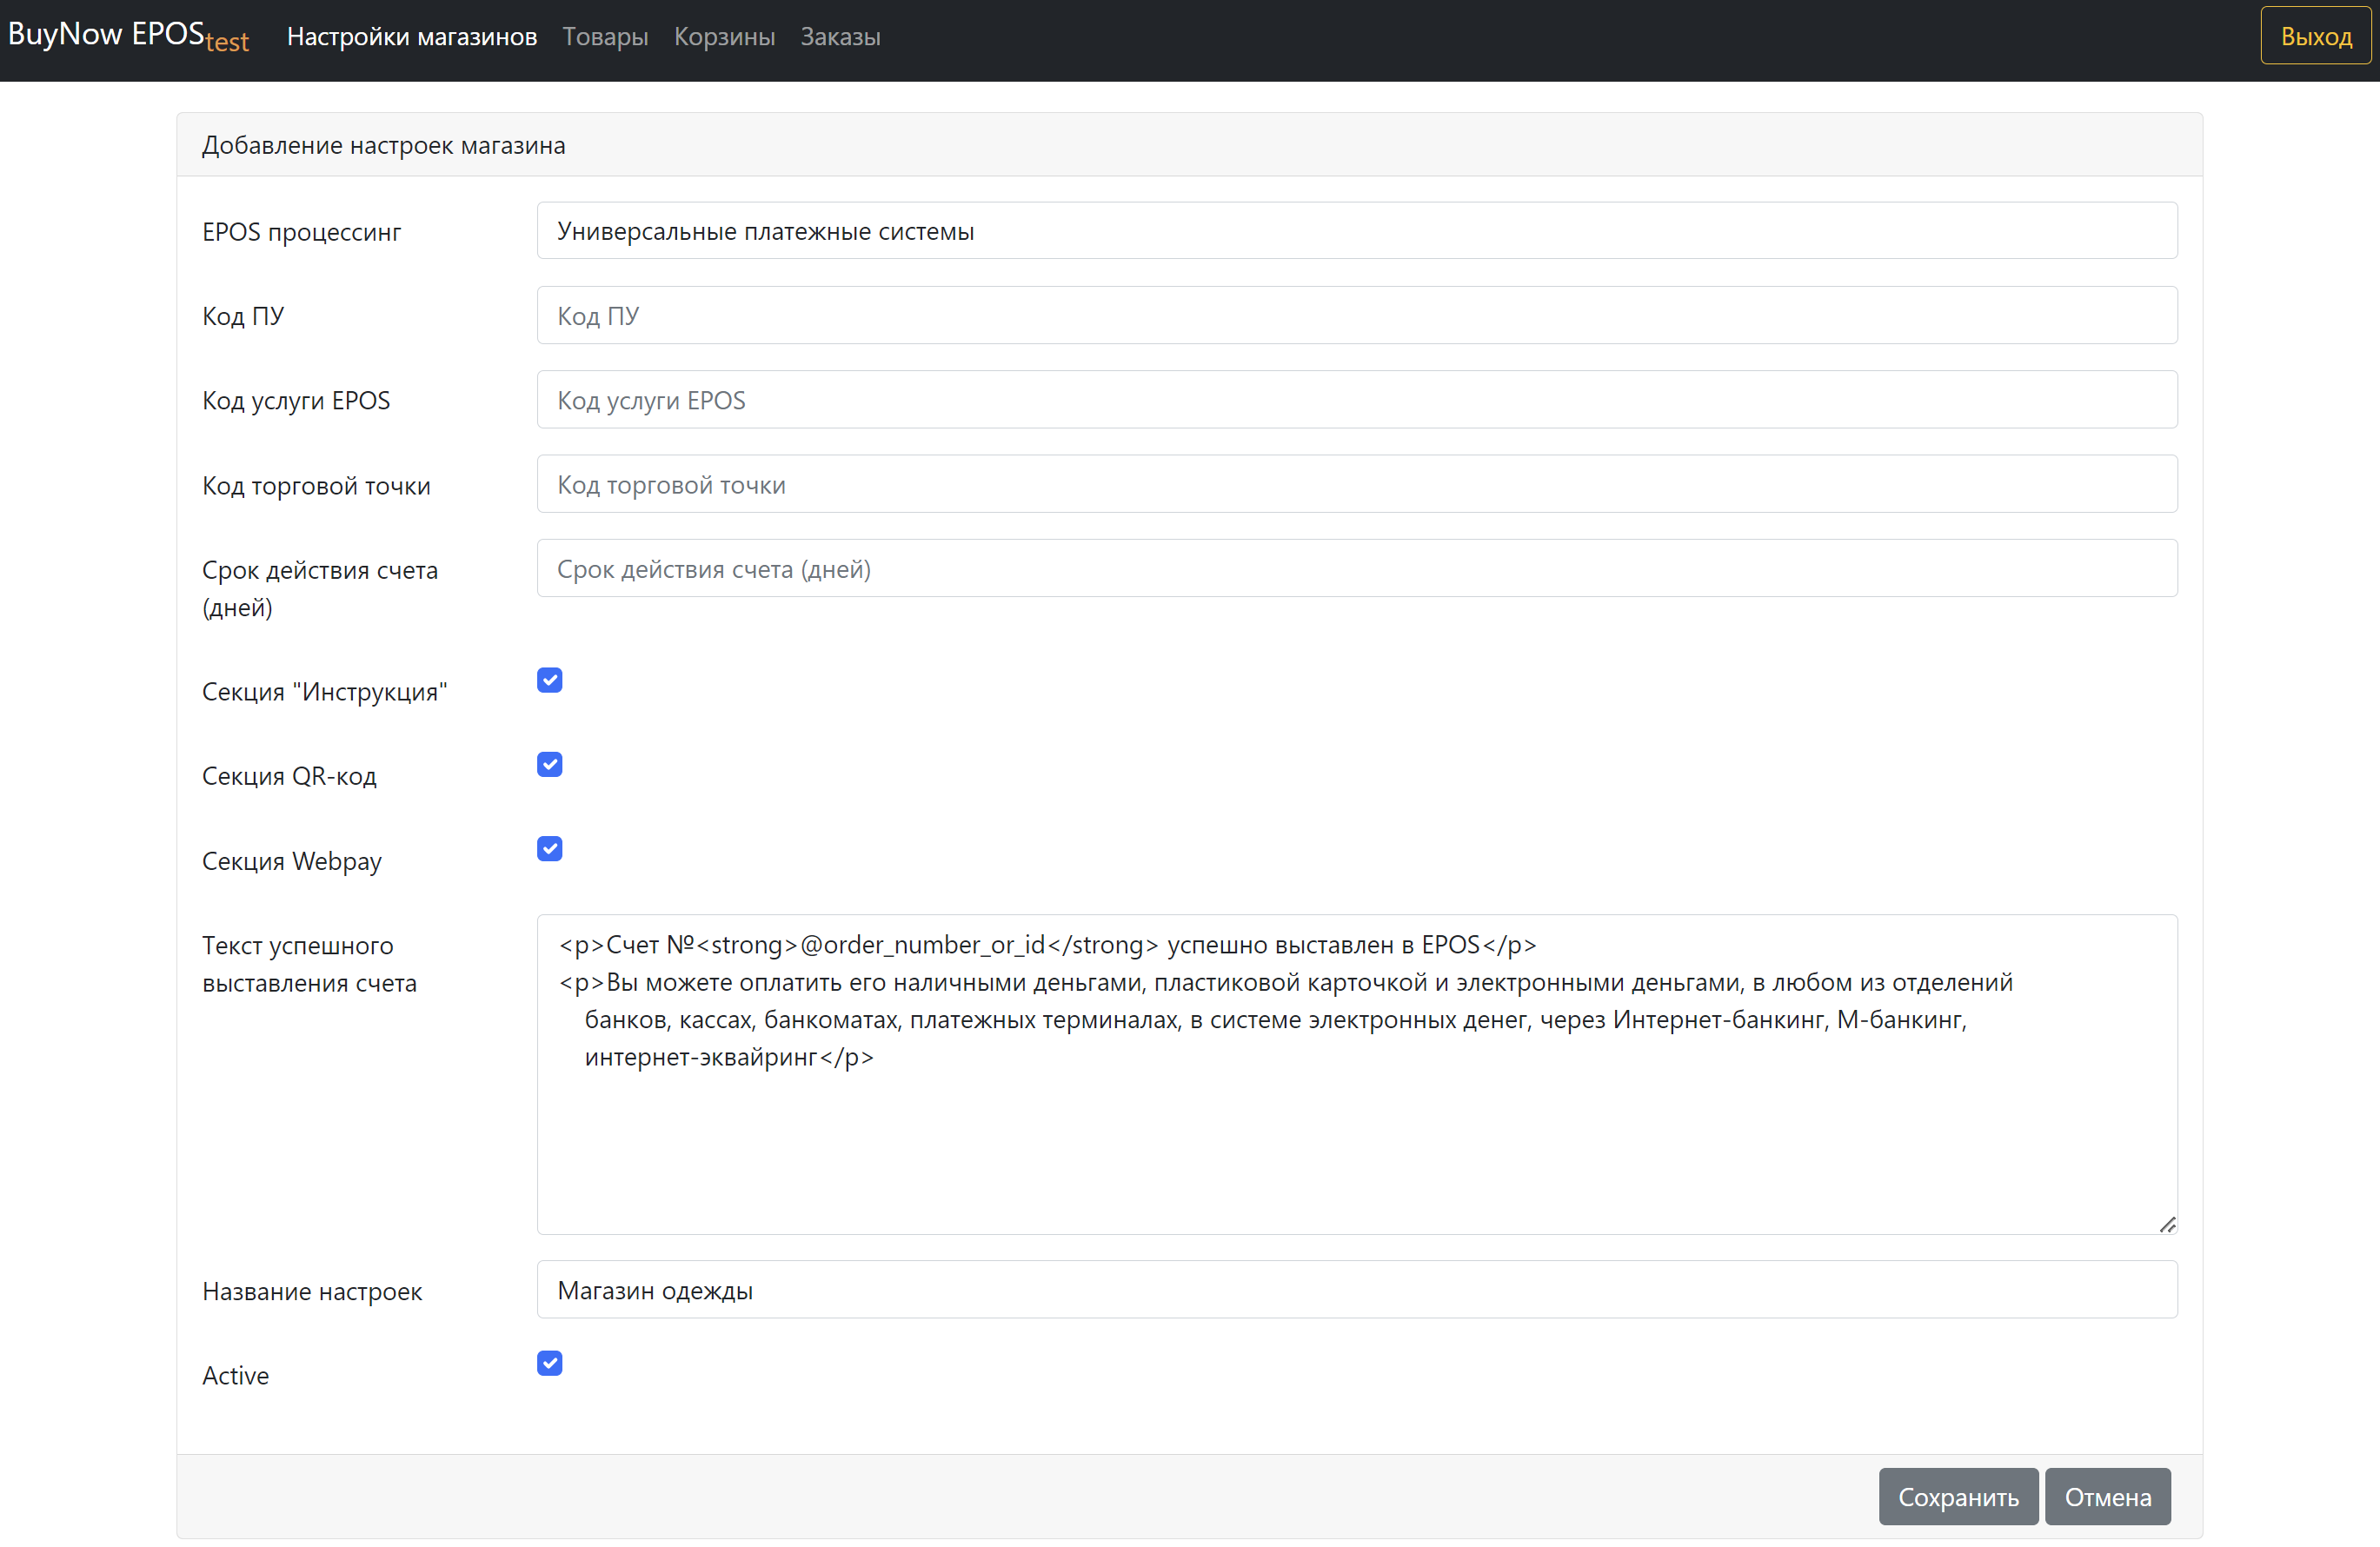 BuyNow EPOStest Настройки магазинов Товары Корзины Заказы Выход
Добавление настроек магазина
EPOS процессинг Универсальные платежные системы
Код ПУ Код ПУ
Код услуги EPOS Код услуги EPOS
Код торговой точки Код торговой точки
Срок действия счета Срок действия счета (дней)
(дней)
Секция "Инструкция"
Секция QR-код
Секция Webpay
Текст успешного
выставления счета
<p>Счет №<strong>@order_number_or_id</strong> успешно выставлен в EPOS</p>
<p>Вы можете оплатить его наличными деньгами, пластиковой карточкой и электронными деньгами, в любом из отделений
банков, кассах, банкоматах, платежных терминалах, в системе электронных денег, через Интернет-банкинг, М-банкинг,
интернет-эквайринг</p>
Название настроек Магазин одежды
Active
Сохранить Отмена